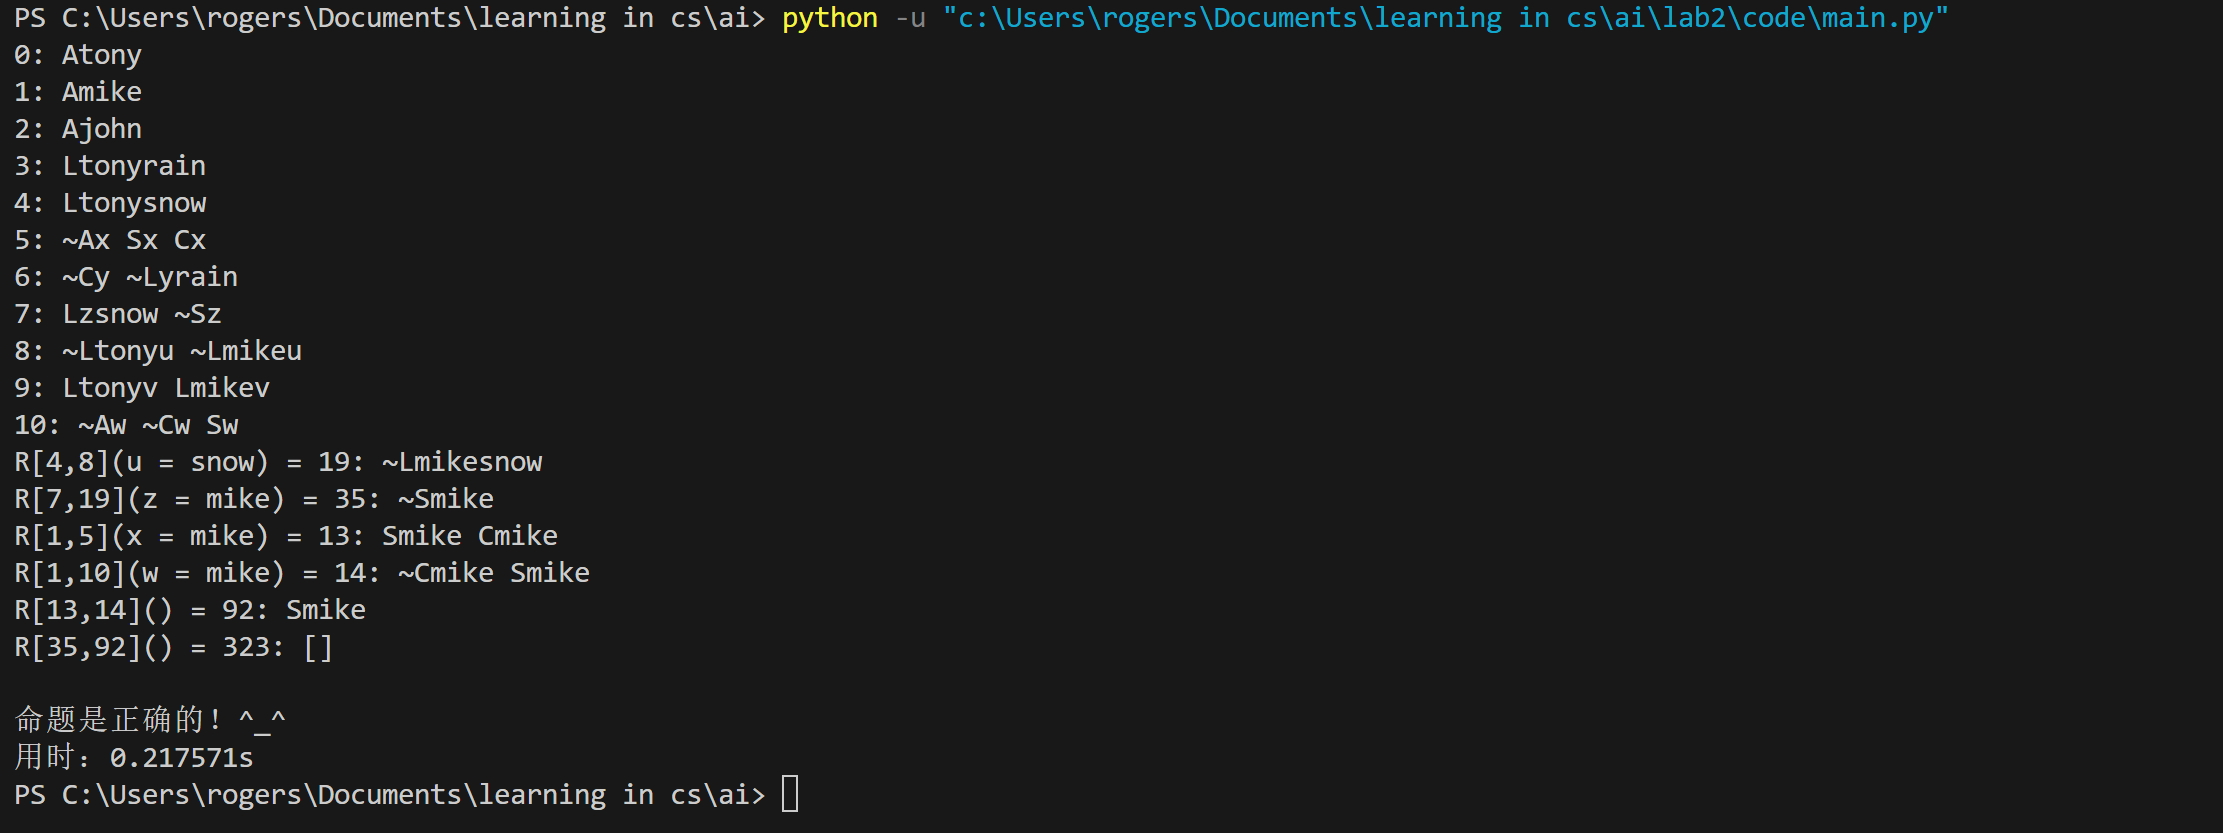 PS C:\Users\rogers\Documents\learning in cs\ai> python -u "c:\Users\rogers\Documents\learning in cs\ai\lab2\code\main.py"
0: Atony
1: Amike
2: Ajohn
3: Ltonyrain
4: Ltonysnow
5: ~Ax Sx Cx
6: ~Cy ~Lyrain
7: Lzsnow ~Sz
8: ~Ltonyu ~Lmikeu
9: Ltonyv Lmikev
10: ~Aw ~Cw Sw
R[4,8](u = snow) = 19: ~Lmikesnow
R[7,19](z = mike) = 35: ~Smike
R[1,5](x = mike) = 13: Smike Cmike
R[1,10](w = mike) = 14: ~Cmike Smike
R[13,14]() = 92: Smike
R[35,92]() = 323: []
命题是正确的！^_^
用时：0.217571s
PS C:\Users\rogers\Documents\learning in cs\ai>